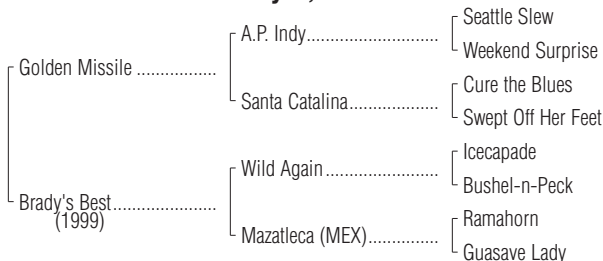 Seattle Slew
A.P. Indy
Weekend Surprise
Golden Missile
Cure the Blues
Santa Catalina
Swept Off Her Feet
Icecapade
Wild Again
Bushel-n-Peck
Brady's Best
(1999)
Ramahorn
Mazatleca (MEX)
Guasave Lady